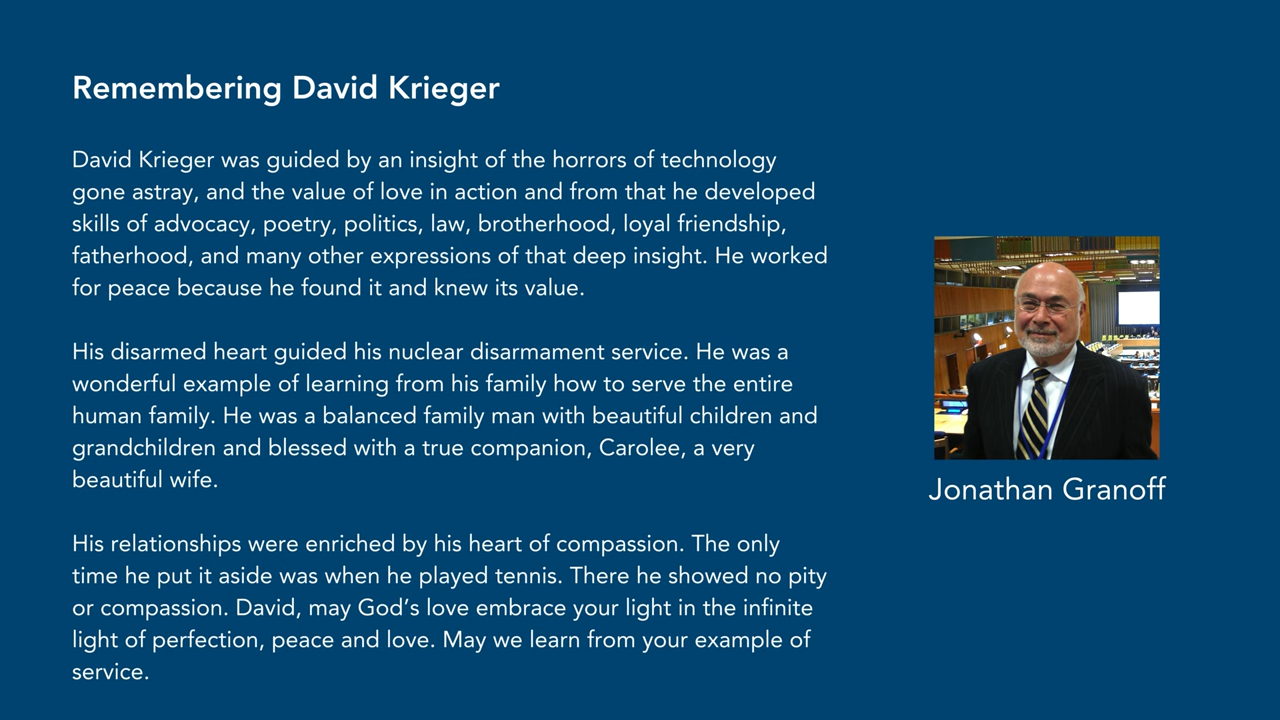 Remembering David Krieger
David Krieger was guided by an insight of the horrors of technology
gone astray, and the value of love in action and from that he developed
skills of advocacy, poetry, politics, law, brotherhood, loyal friendship,
fatherhood, and many other expressions of that deep insight. He worked
for peace because he found it and knew its value.
His disarmed heart guided his nuclear disarmament service. He was a
wonderful example of learning from his family how to serve the entire
human family. He was a balanced family man with beautiful children and
grandchildren and blessed with a true companion, Carolee, a very
beautiful wife.
His relationships were enriched by his heart of compassion. The only
time he put it aside was when he played tennis. There he showed no pity
or compassion. David, may God’s love embrace your light in the infinite
light of perfection, peace and love. May we learn from your example of
service.
Jonathan Granoff